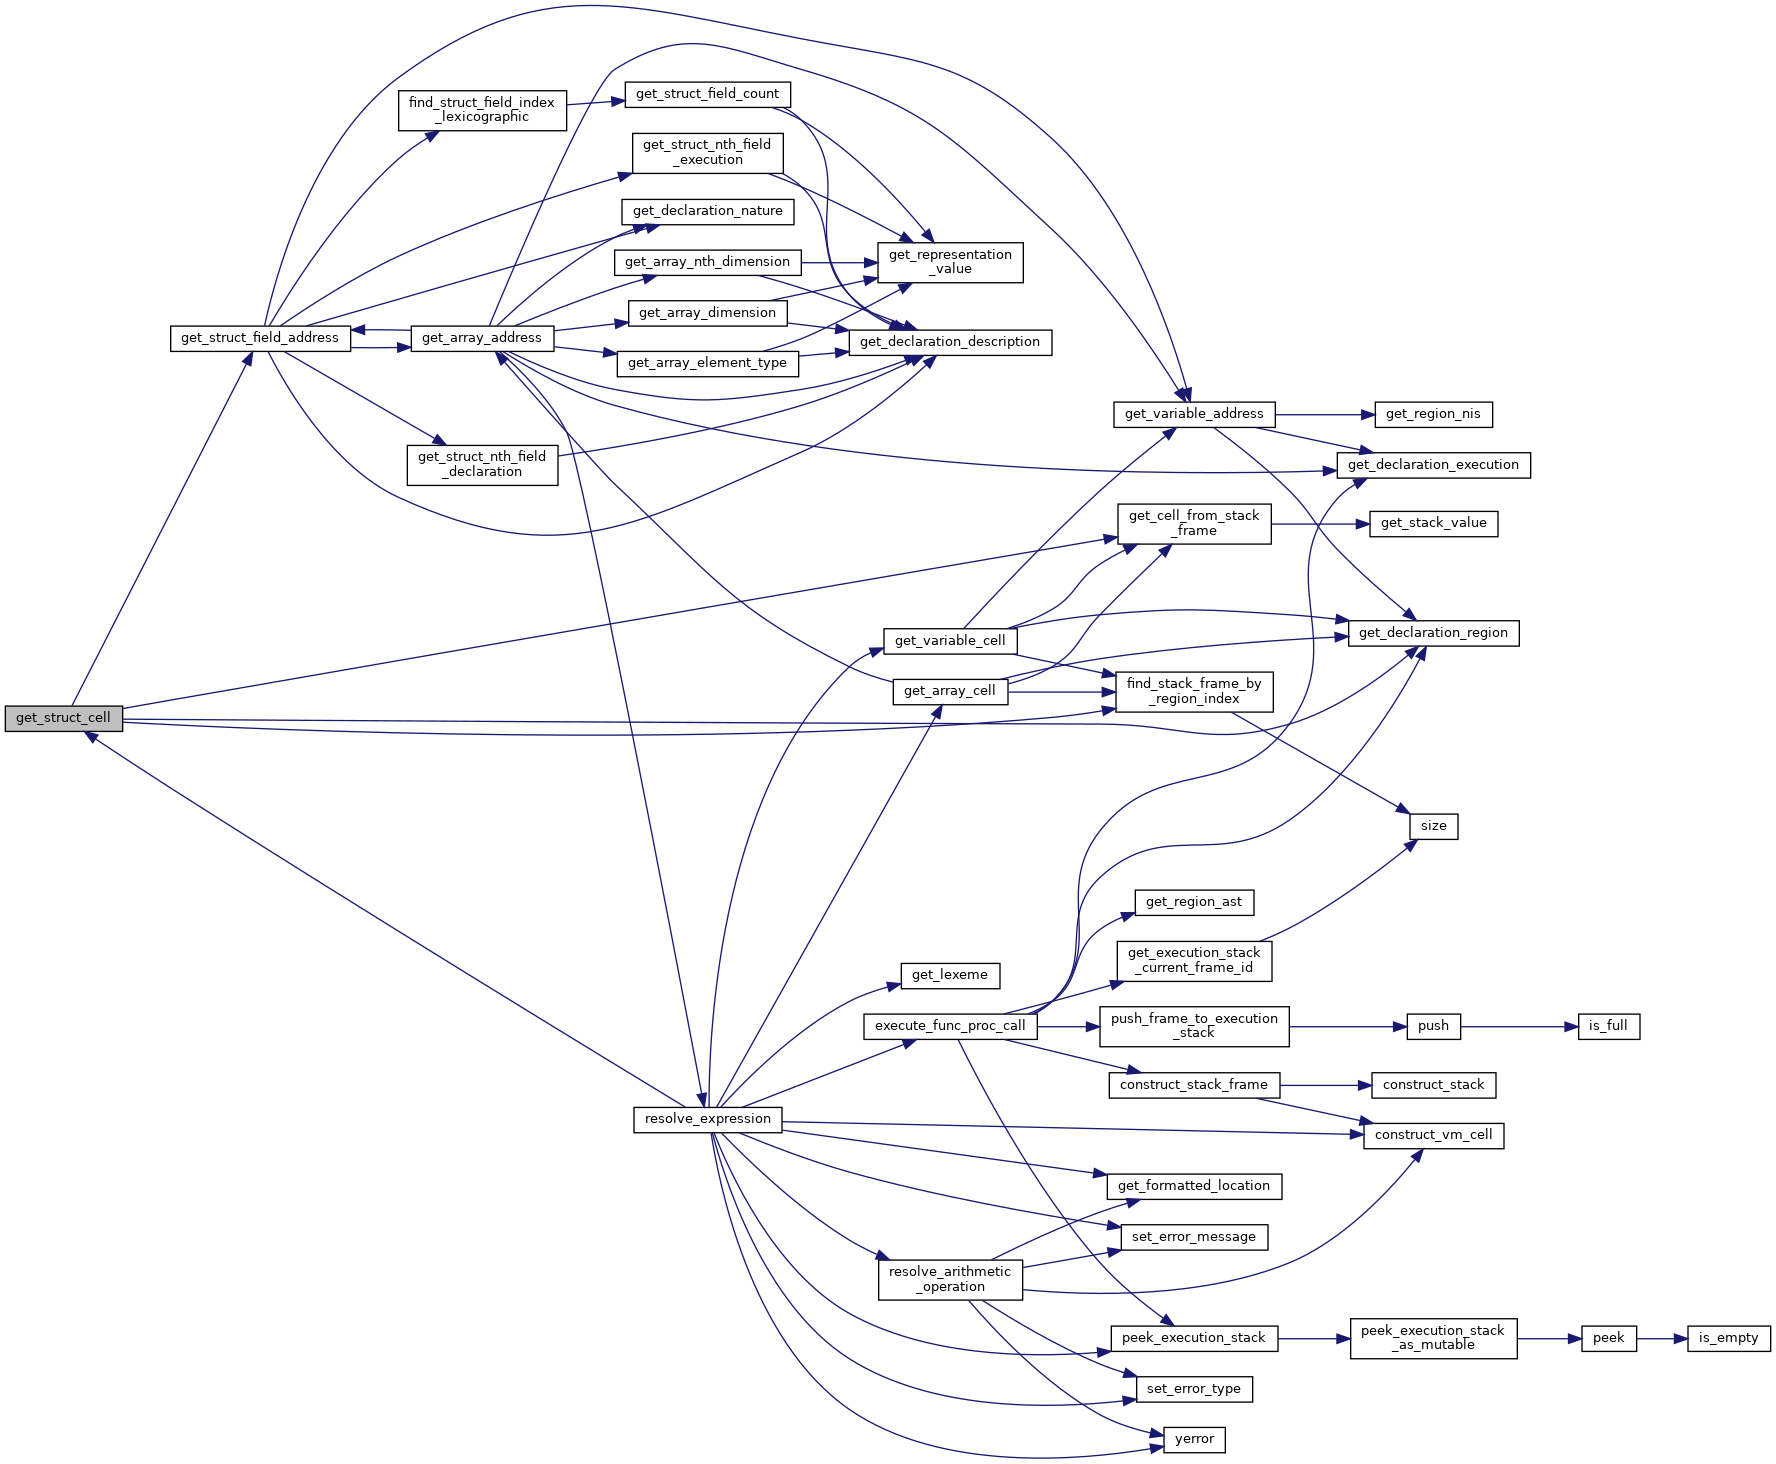 find_struct_field_index
_lexicographic
get_struct_field_count
get_struct_nth_field
_execution
get_declaration_nature
get_array_nth_dimension
get_representation
_value
get_array_dimension
get_struct_field_address
get_array_address
get_declaration_description
get_array_element_type
get_variable_address
get_region_nis
get_struct_nth_field
_declaration
get_declaration_execution
get_cell_from_stack
_frame
get_stack_value
get_variable_cell
get_declaration_region
get_array_cell
find_stack_frame_by
_region_index
get_struct_cell
size
get_region_ast
get_execution_stack
_current_frame_id
get_lexeme
execute_func_proc_call
push_frame_to_execution
_stack
push
is_full
construct_stack_frame
construct_stack
resolve_expression
construct_vm_cell
get_formatted_location
set_error_message
resolve_arithmetic
_operation
peek_execution_stack
peek_execution_stack
_as_mutable
peek
is_empty
set_error_type
yerror